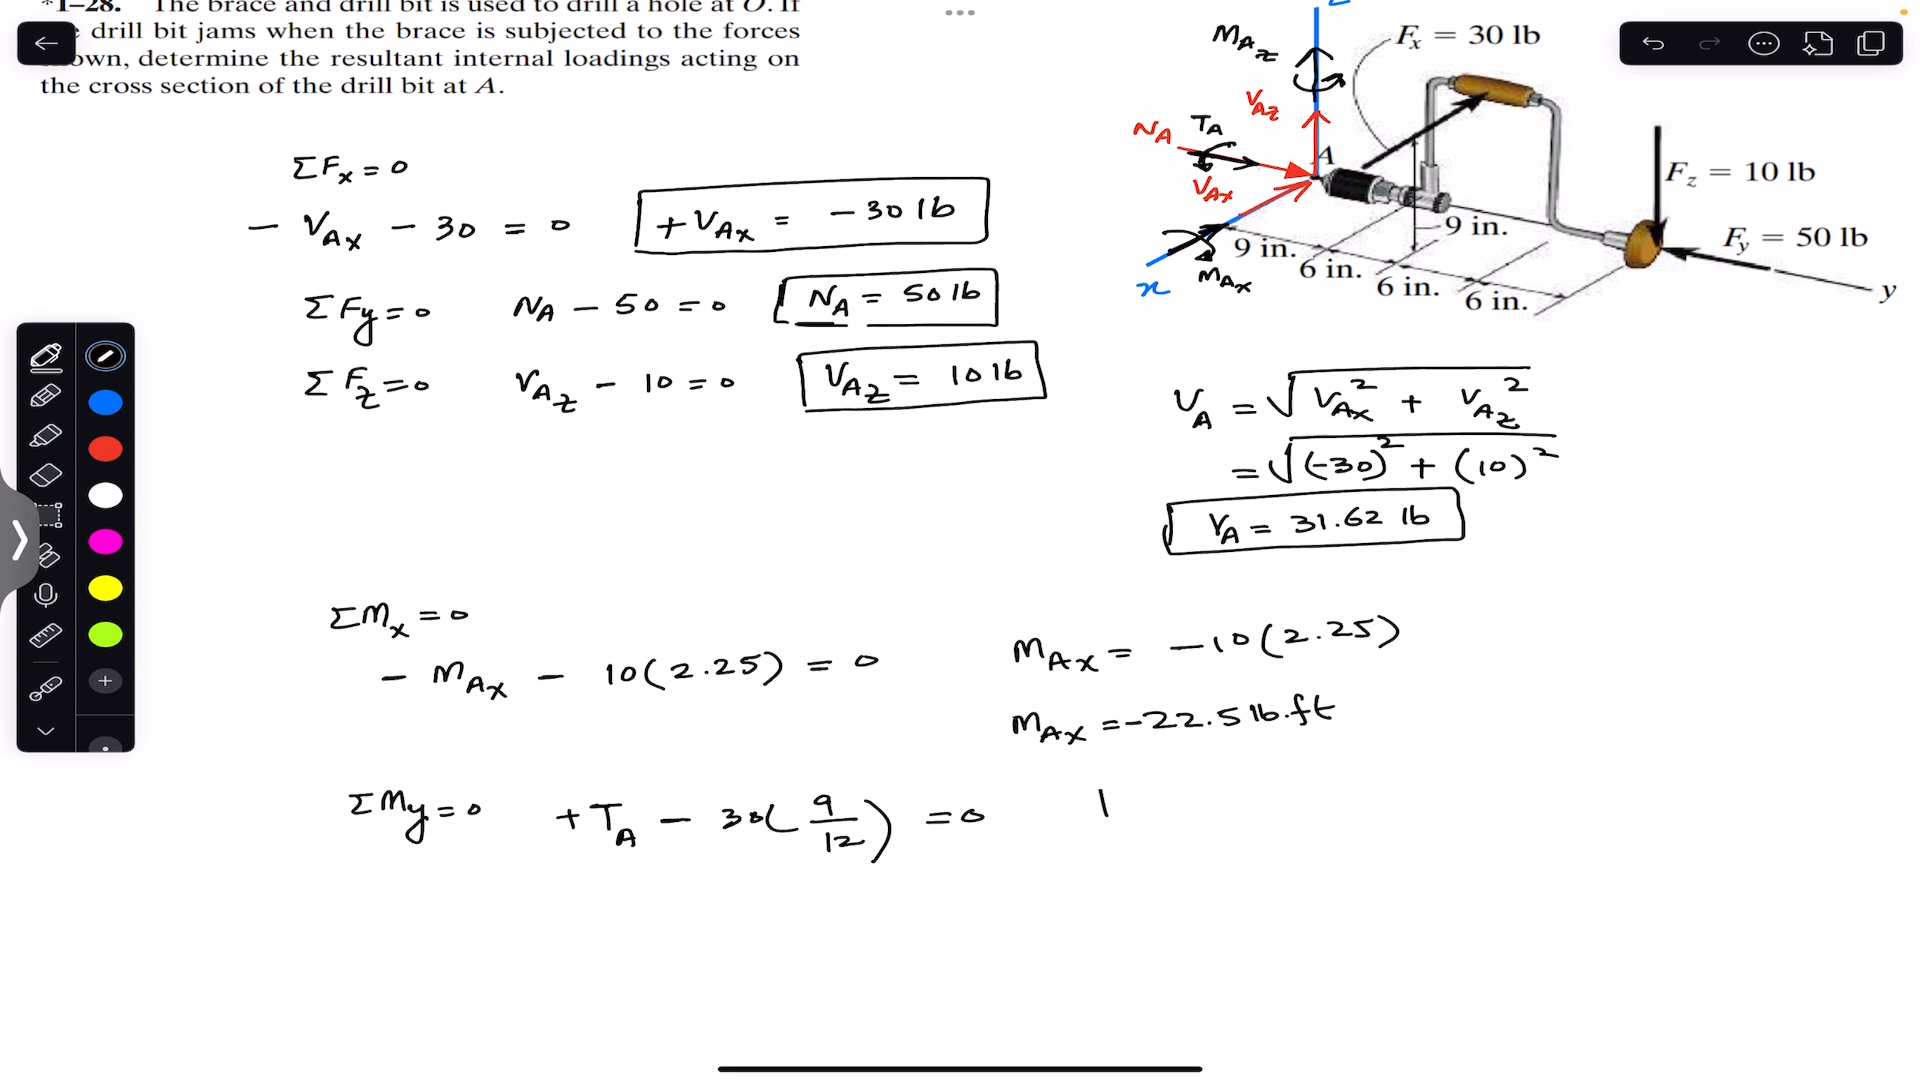 *1–28. The brace and drill bit is used to drill a hole at O. If
drill bit jams when the brace is subjected to the forces
own, determine the resultant internal loadings acting on
the cross section of the drill bit at A.
ΣFx = 0
- VAx - 30 = 0
+VAx = -30 lb
ΣFy = 0
NA - 50 = 0
NA = 50 lb
ΣFz = 0
VAz - 10 = 0
VAz = 10 lb
MAz
VAz
NA
TA
VAx
MAx
x
A
Fx = 30 lb
Fz = 10 lb
Fy = 50 lb
y
9 in.
9 in.
6 in.
6 in.
6 in.
VA = √VAx² + VAz²
= √(-30)² + (10)²
VA = 31.62 lb
ΣMx = 0
- MAx - 10(2.25) = 0
MAx = -10(2.25)
MAx = -22.5 lb.ft
ΣMy = 0
+TA - 30(9/12) = 0